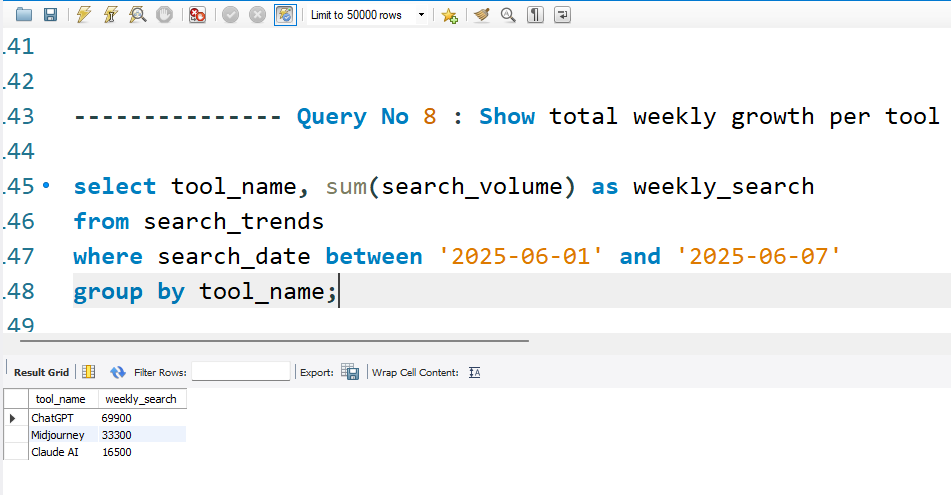 Limit to 50000 rows
.41
.42
.43 --------------- Query No 8 : Show total weekly growth per tool
.44
.45 select tool_name, sum(search_volume) as weekly_search
.46 from search_trends
.47 where search_date between '2025-06-01' and '2025-06-07'
.48 group by tool_name;
.49
Result Grid Filter Rows: Export: Wrap Cell Content:
tool_name weekly_search
ChatGPT 69900
Midjourney 33300
Claude AI 16500